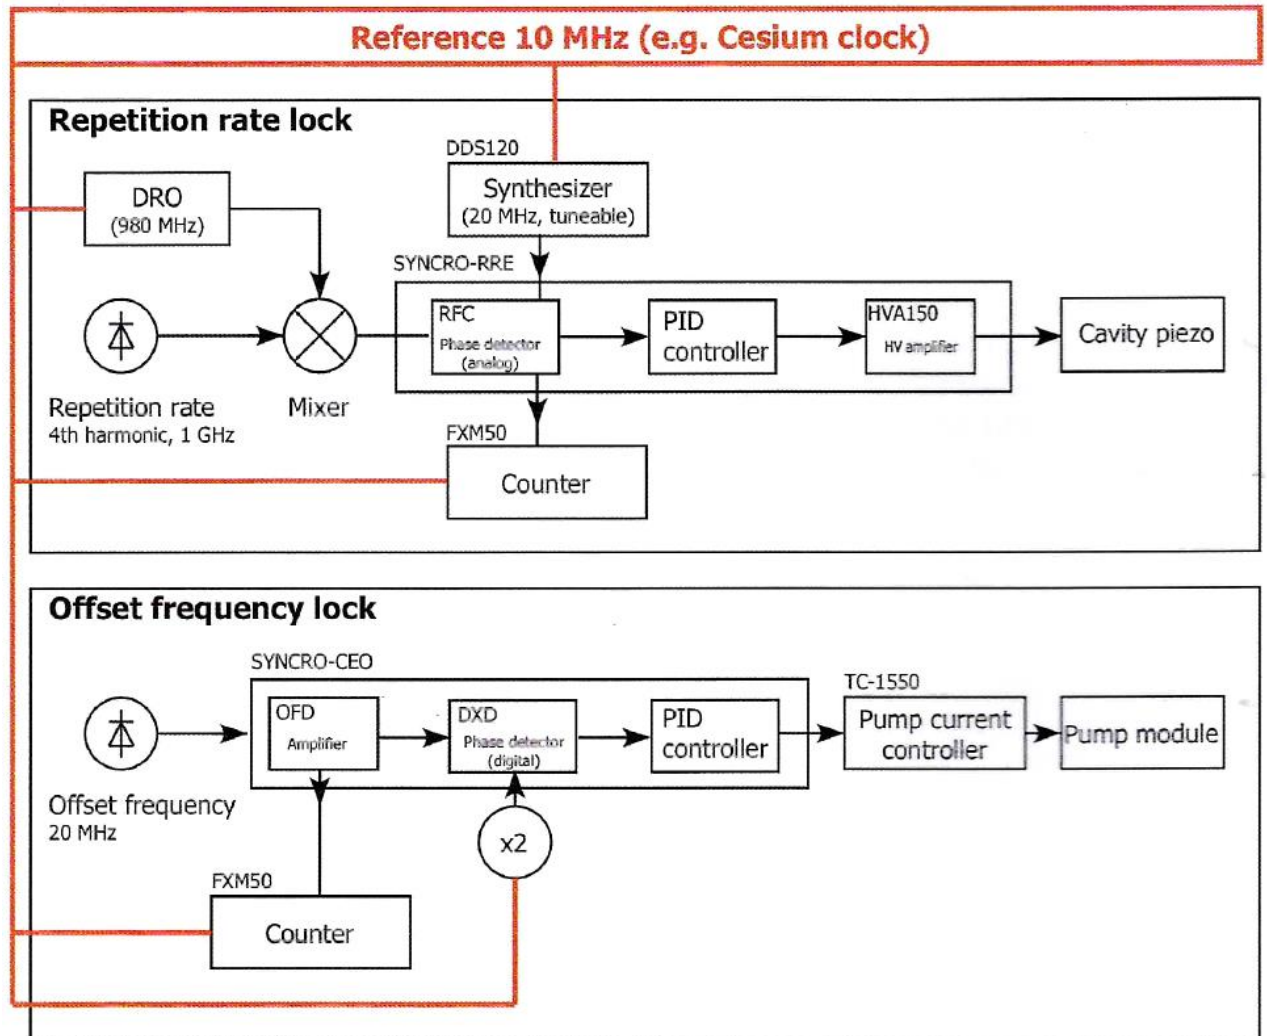 Reference 10 MHz (e.g. Cesium clock)
Repetition rate lock
DDS120
DRO
(980 MHz)
Synthesizer
(20 MHz, tuneable)
SYNCRO-RRE
RFC
Phase detector
(analog)
PID
controller
HVA150
HV amplifier
Cavity piezo
Repetition rate
4th harmonic, 1 GHz
Mixer
FXM50
Counter
Offset frequency lock
SYNCRO-CEO
OFD
Amplifier
DXD
Phase detector
(digital)
PID
controller
TC-1550
Pump current
controller
Pump module
Offset frequency
20 MHz
x2
FXM50
Counter